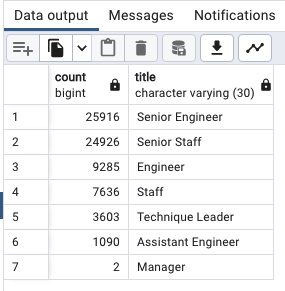 Data output Messages Notifications
count title
bigint character varying (30)
1 25916 Senior Engineer
2 24926 Senior Staff
3 9285 Engineer
4 7636 Staff
5 3603 Technique Leader
6 1090 Assistant Engineer
7 2 Manager